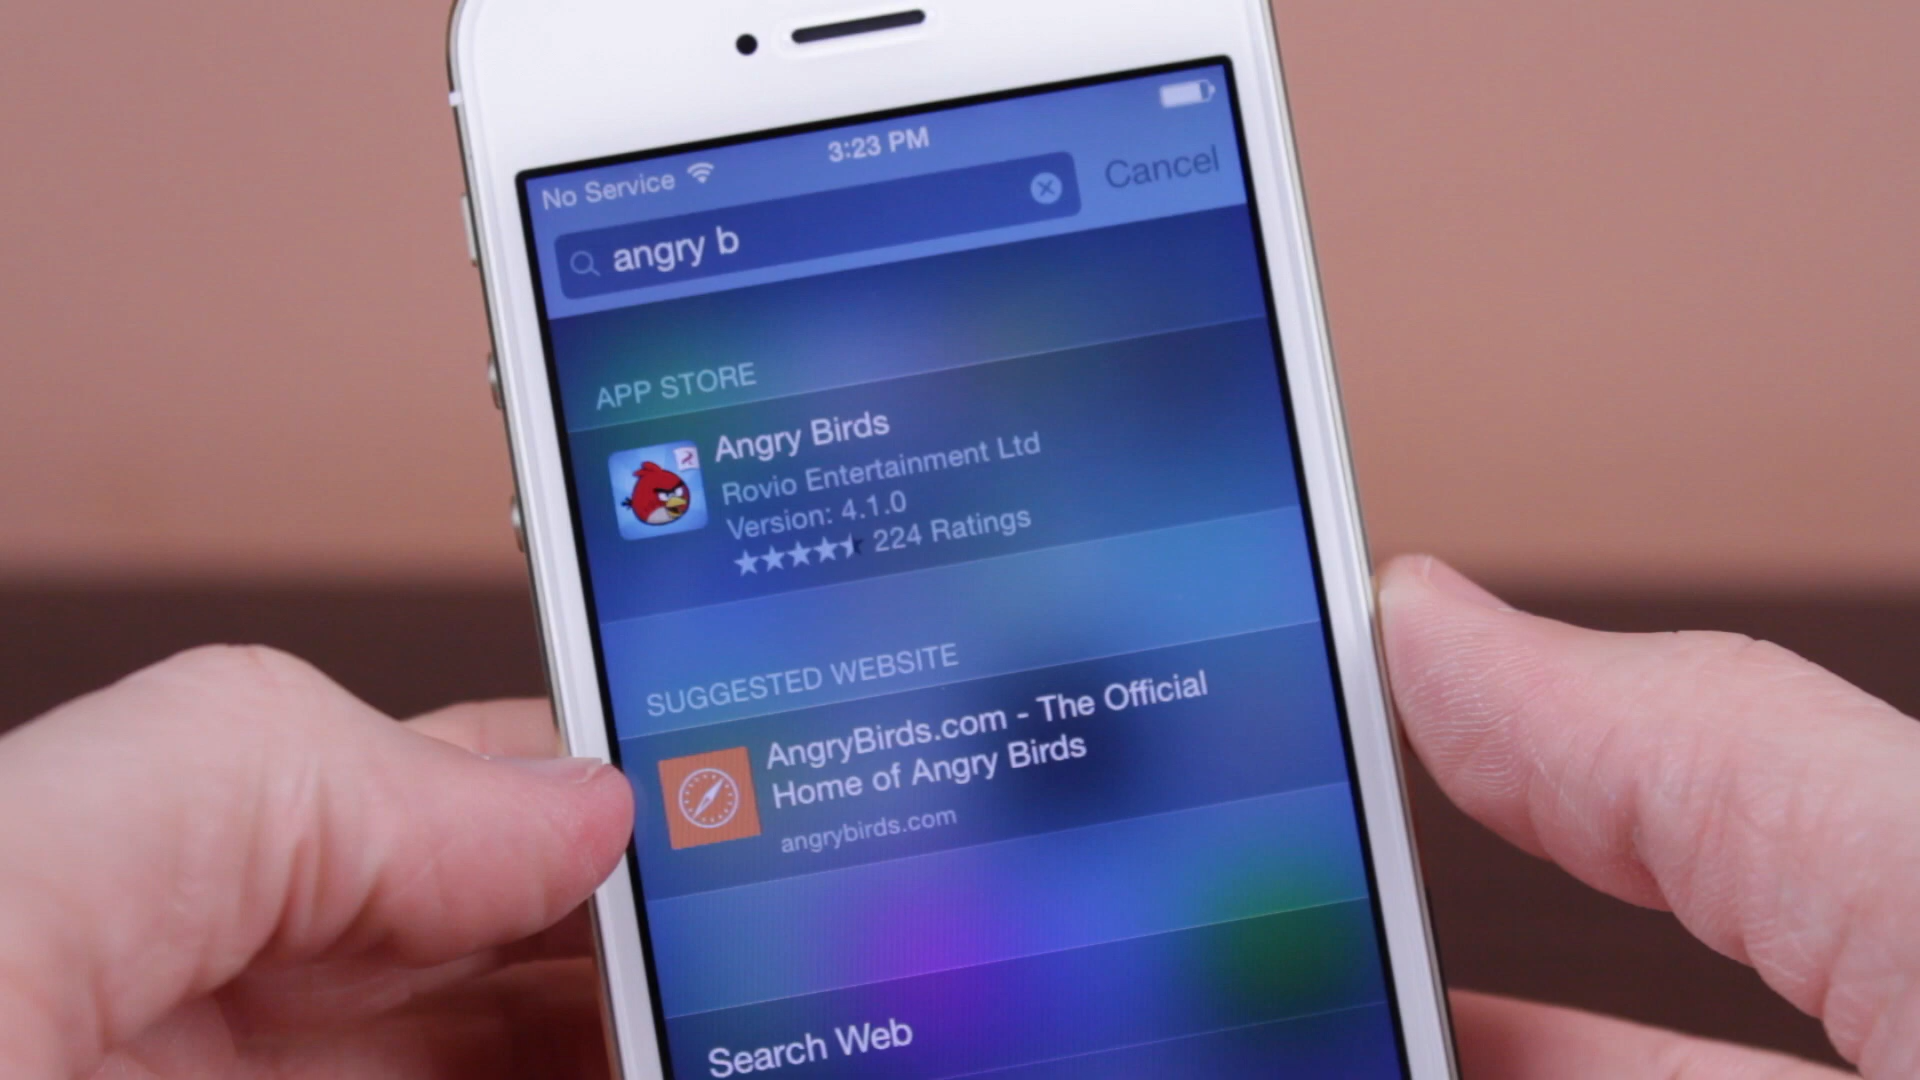 No Service 3:23 PM
angry b Cancel
APP STORE
Angry Birds
Rovio Entertainment Ltd
Version: 4.1.0
224 Ratings
SUGGESTED WEBSITE
AngryBirds.com - The Official
Home of Angry Birds
angrybirds.com
Search Web